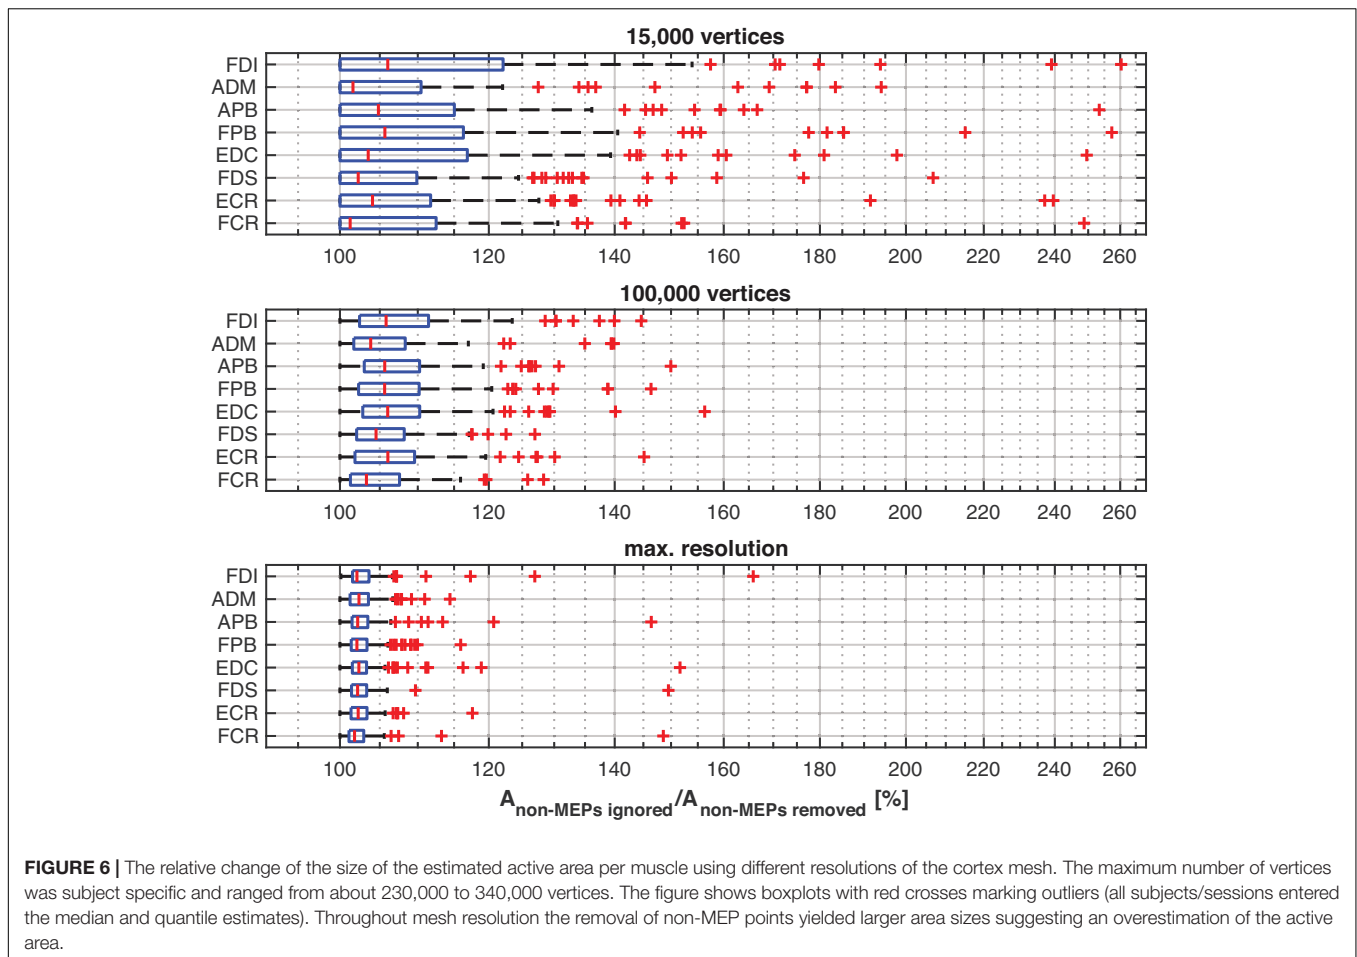 15,000 vertices
FDI
ADM
APB
FPB
EDC
FDS
ECR
FCR
100 120 140 160 180 200 220 240 260
100,000 vertices
FDI
ADM
APB
FPB
EDC
FDS
ECR
FCR
100 120 140 160 180 200 220 240 260
max. resolution
FDI
ADM
APB
FPB
EDC
FDS
ECR
FCR
100 120 140 160 180 200 220 240 260
A non-MEPs ignored/A non-MEPs removed [%]
FIGURE 6 | The relative change of the size of the estimated active area per muscle using different resolutions of the cortex mesh. The maximum number of vertices
was subject specific and ranged from about 230,000 to 340,000 vertices. The figure shows boxplots with red crosses marking outliers (all subjects/sessions entered
the median and quantile estimates). Throughout mesh resolution the removal of non-MEP points yielded larger area sizes suggesting an overestimation of the active
area.